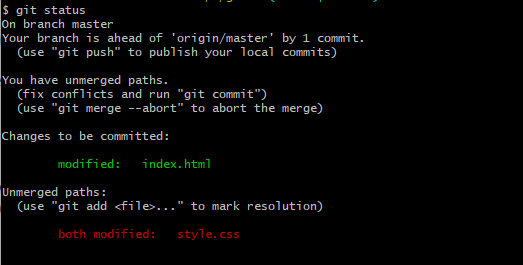 $ git status
On branch master
Your branch is ahead of 'origin/master' by 1 commit.
  (use "git push" to publish your local commits)

You have unmerged paths.
  (fix conflicts and run "git commit")
  (use "git merge --abort" to abort the merge)

Changes to be committed:

        modified:   index.html

Unmerged paths:
  (use "git add <file>..." to mark resolution)

        both modified:   style.css